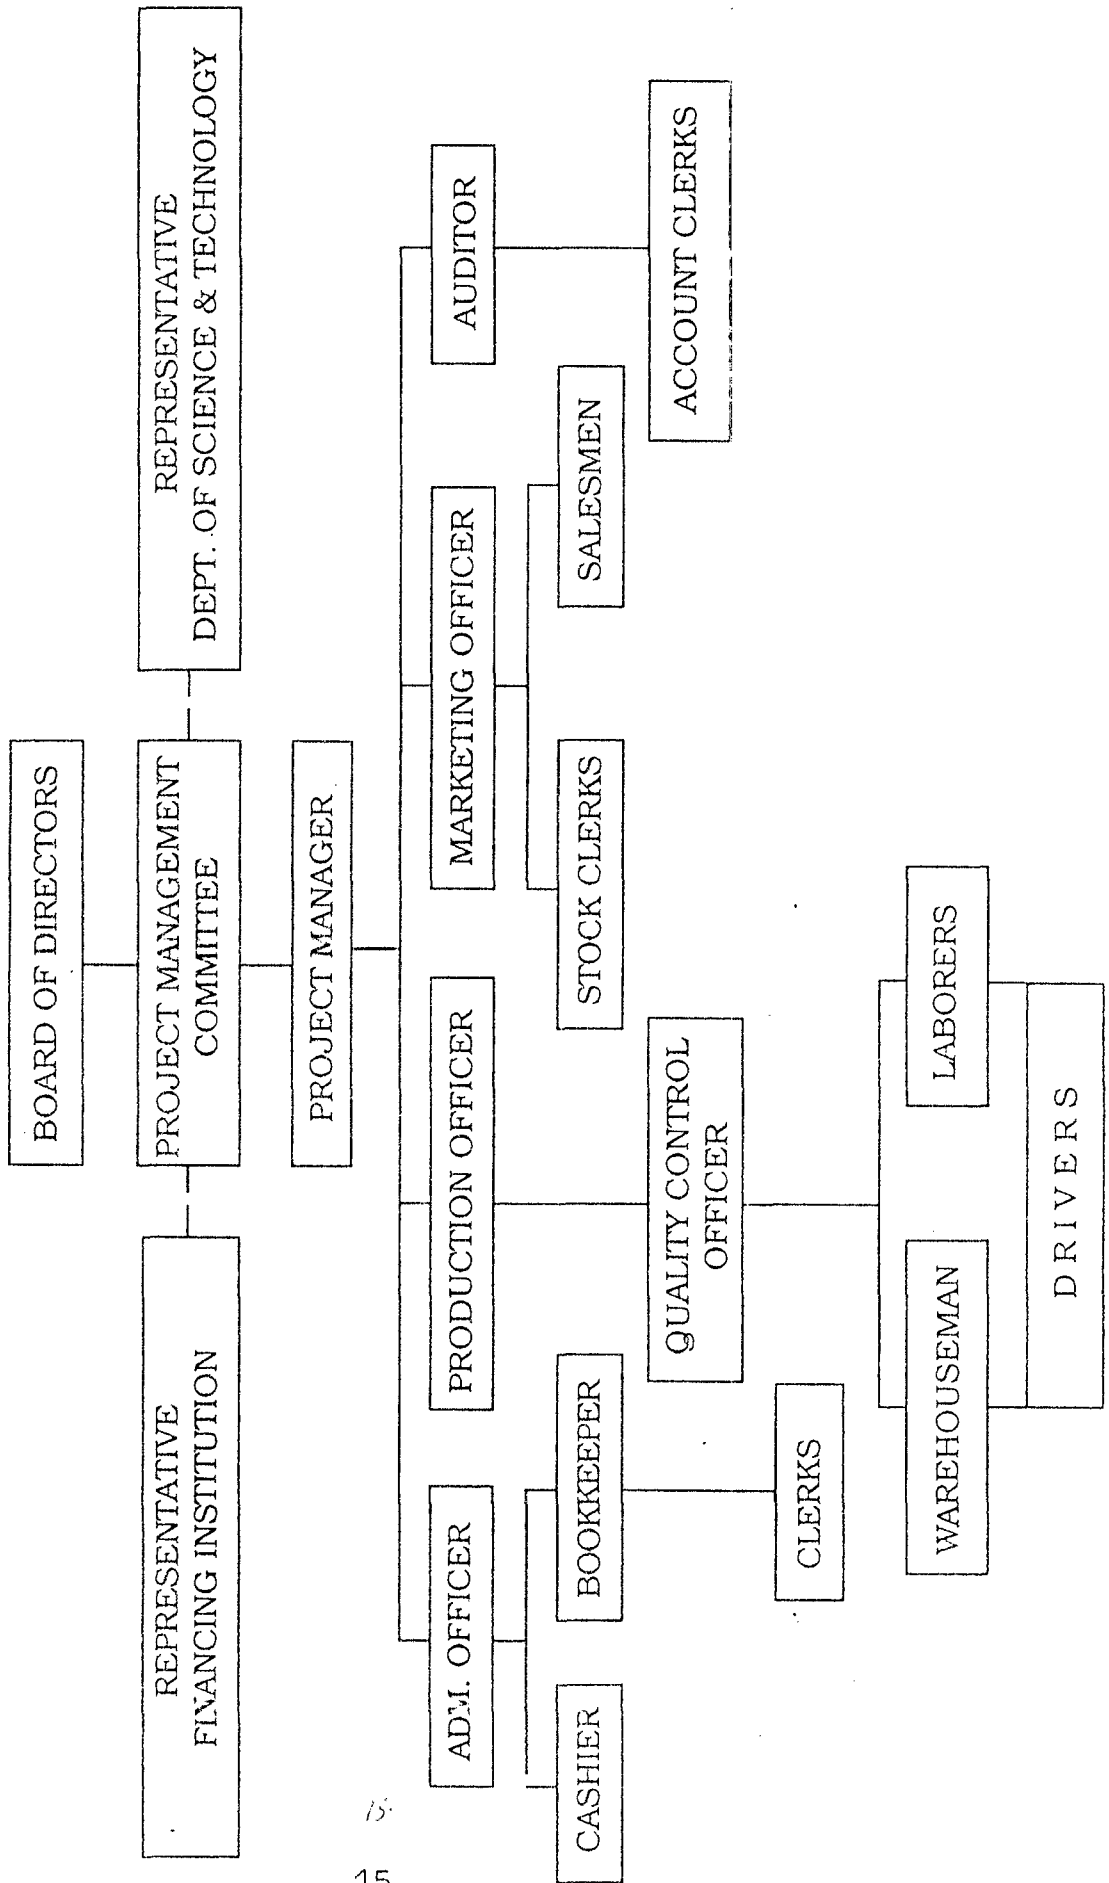 BOARD OF DIRECTORS
REPRESENTATIVE
FINANCING INSTITUTION
PROJECT MANAGEMENT
COMMITTEE
REPRESENTATIVE
DEPT. OF SCIENCE & TECHNOLOGY
PROJECT MANAGER
ADM. OFFICER
PRODUCTION OFFICER
MARKETING OFFICER
AUDITOR
CASHIER
BOOKKEEPER
STOCK CLERKS
SALESMEN
QUALITY CONTROL
OFFICER
ACCOUNT CLERKS
CLERKS
WAREHOUSEMAN
LABORERS
DRIVERS
15